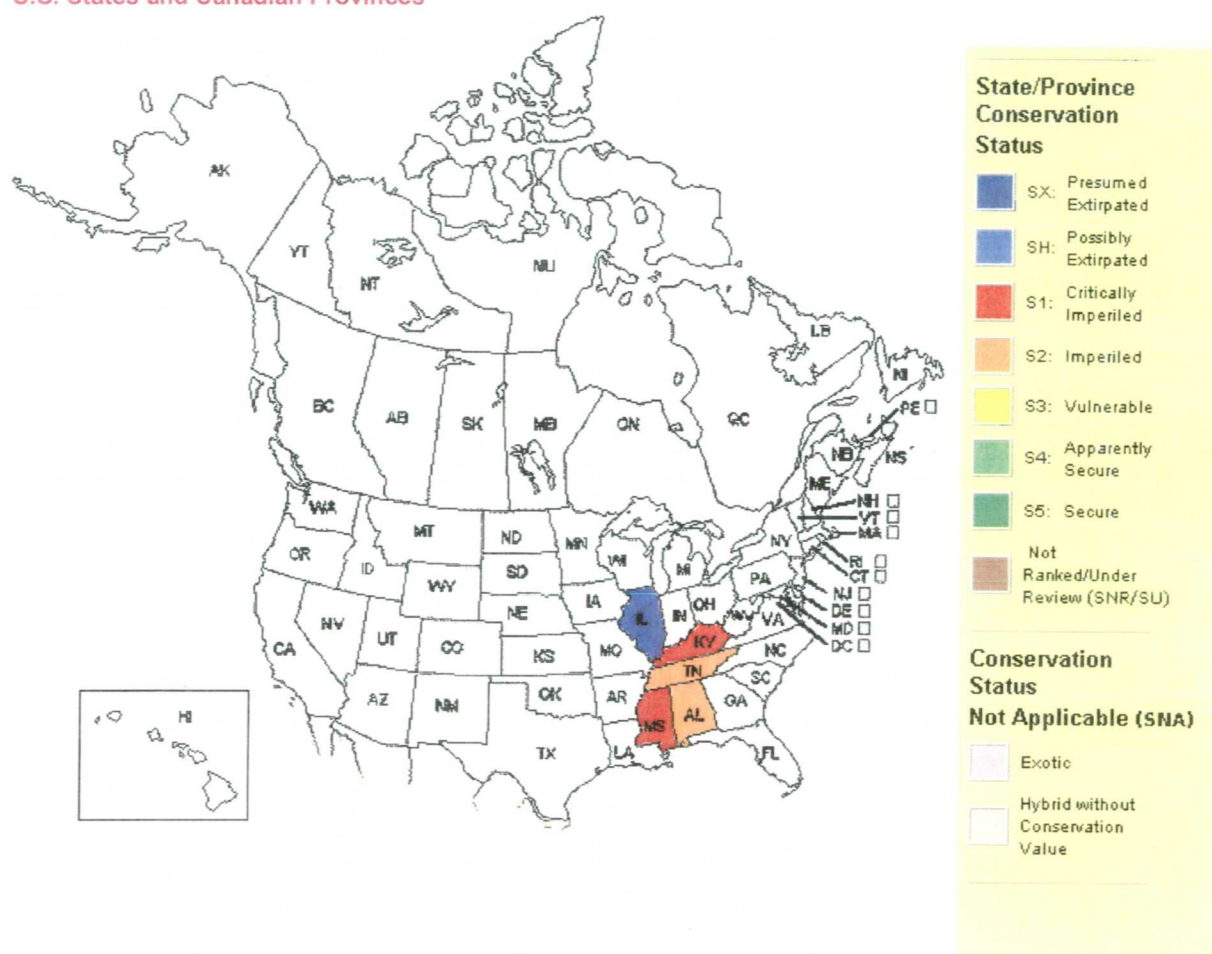 U.S. States and Canadian Provinces
AK
YT
NT
NU
LB
NF
BC
AB
SK
MB
ON
QC
PE
NB
NS
ME
WA
MT
ND
MN
NH
VT
MA
OR
ID
WY
SD
WI
MI
NY
RI
CT
NE
IA
PA
NJ
NV
UT
CO
IL
IN
OH
WV
VA
DE
MD
DC
CA
KS
MO
KY
NC
TN
AZ
NM
OK
AR
SC
MS
AL
GA
HI
TX
LA
FL
State/Province
Conservation
Status
SX: Presumed
Extirpated
SH: Possibly
Extirpated
S1: Critically
Imperiled
S2: Imperiled
S3: Vulnerable
S4: Apparently
Secure
S5: Secure
Not
Ranked/Under
Review (SNR/SU)
Conservation
Status
Not Applicable (SNA)
Exotic
Hybrid without
Conservation
Value